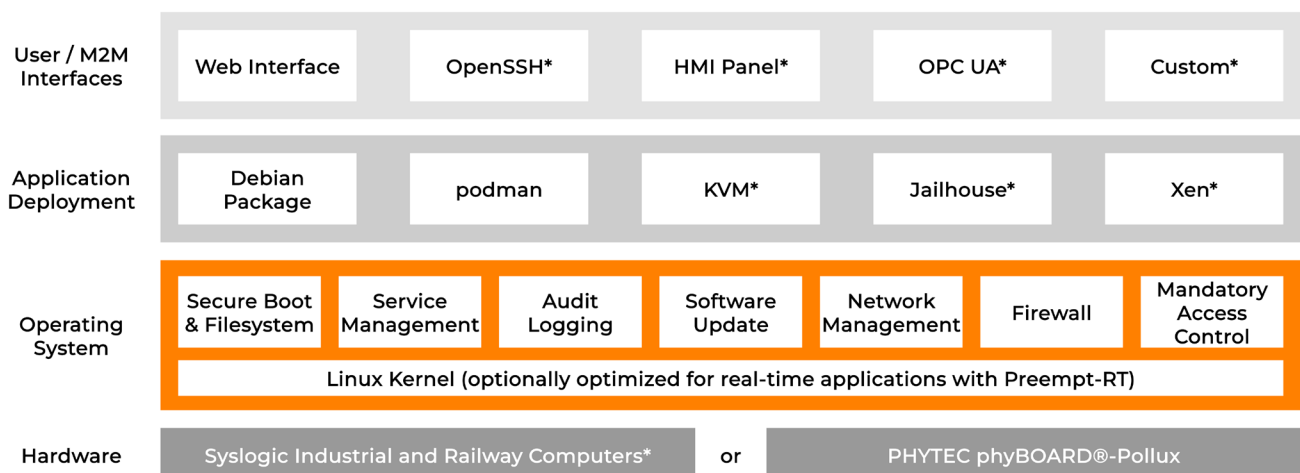 User / M2M
Interfaces
Web Interface
OpenSSH*
HMI Panel*
OPC UA*
Custom*
Application
Deployment
Debian
Package
podman
KVM*
Jailhouse*
Xen*
Operating
System
Secure Boot
& Filesystem
Service
Management
Audit
Logging
Software
Update
Network
Management
Firewall
Mandatory
Access
Control
Linux Kernel (optionally optimized for real-time applications with Preempt-RT)
Hardware
Syslogic Industrial and Railway Computers*
or
PHYTEC phyBOARD®-Pollux